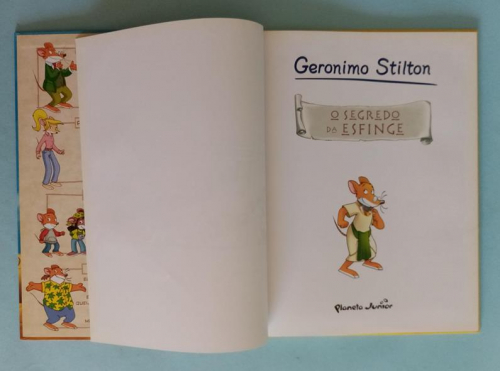 Geronimo Stilton
O SEGREDO
DA ESFINGE
Planeta Junior